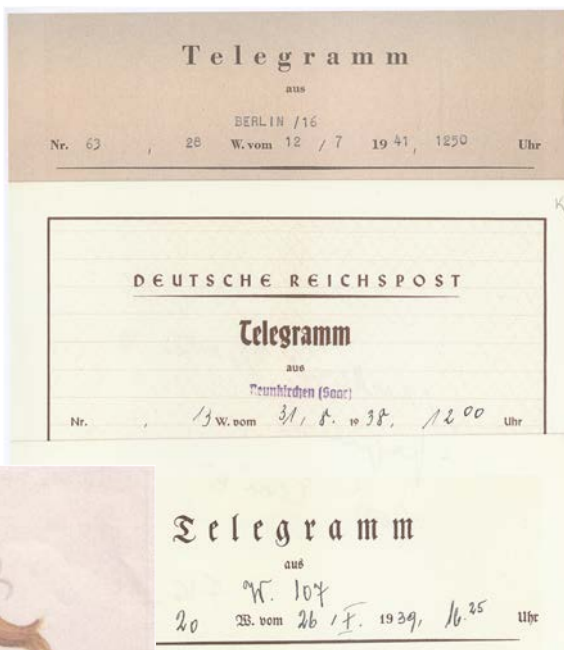 Telegramm
aus
BERLIN /16
Nr. 63 , 28 W. vom 12 / 7 19 41, 1250 Uhr
DEUTSCHE REICHSPOST
Telegramm
aus
Neunkirchen (Saar)
Nr. , 13 W. vom 31, 8. 19 38, 12 00 Uhr
Telegramm
aus
W. 107
20 W. vom 26 / X. 1939, 16.25 Uhr